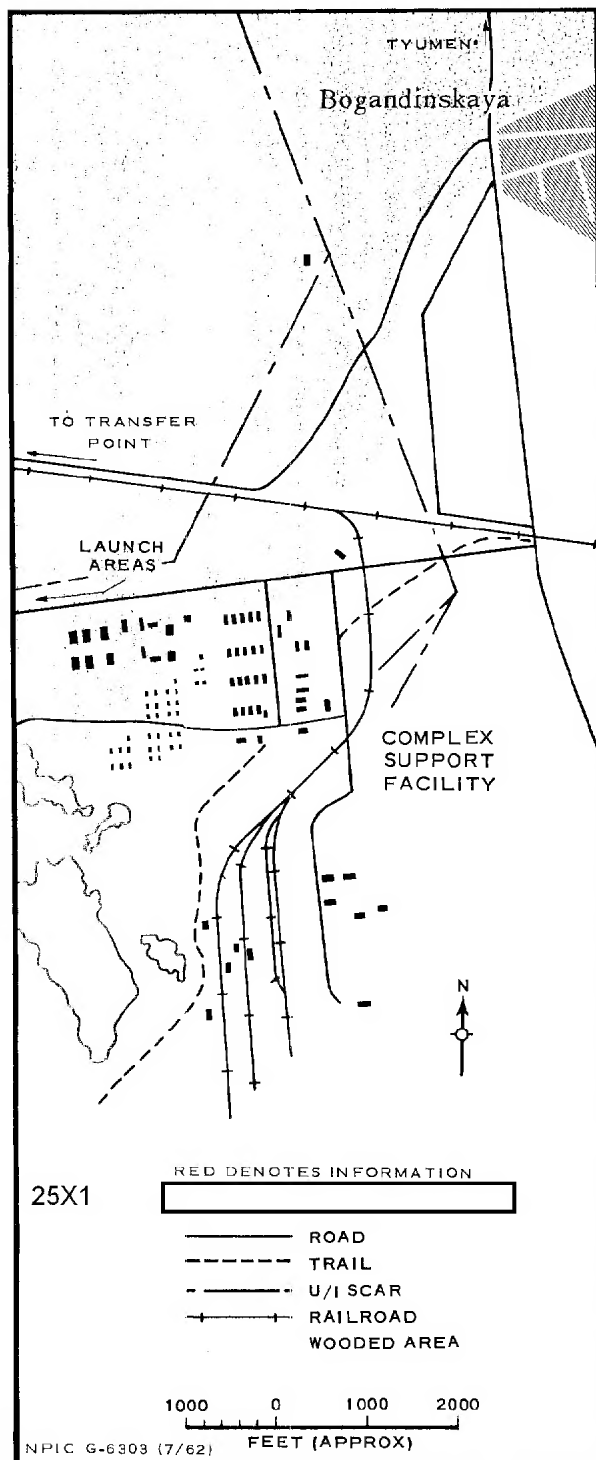 TYUMEN
Bogandinskaya
TO TRANSFER
POINT
LAUNCH
AREAS
COMPLEX
SUPPORT
FACILITY
N
RED DENOTES INFORMATION
25X1
ROAD
TRAIL
U/I SCAR
RAILROAD
WOODED AREA
1000 0 1000 2000
FEET (APPROX)
NPIC G-6303 (7/62)